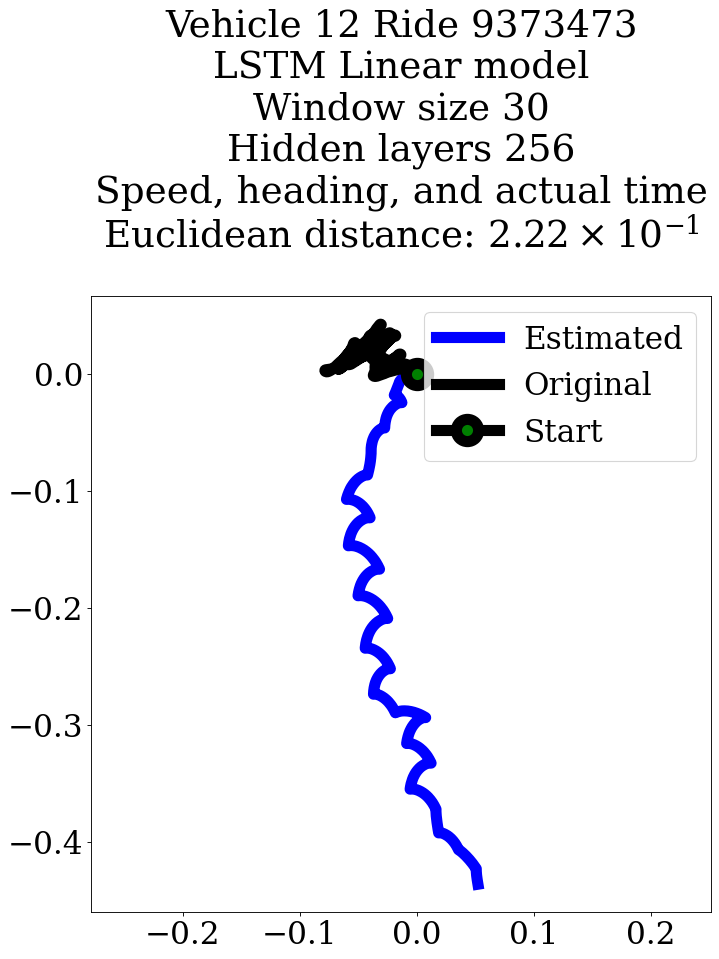 Vehicle 12 Ride 9373473
LSTM Linear model
Window size 30
Hidden layers 256
Speed, heading, and actual time
Euclidean distance: 2.22 × 10⁻¹
Estimated
Original
Start
0.0
−0.1
−0.2
−0.3
−0.4
−0.2 −0.1 0.0 0.1 0.2